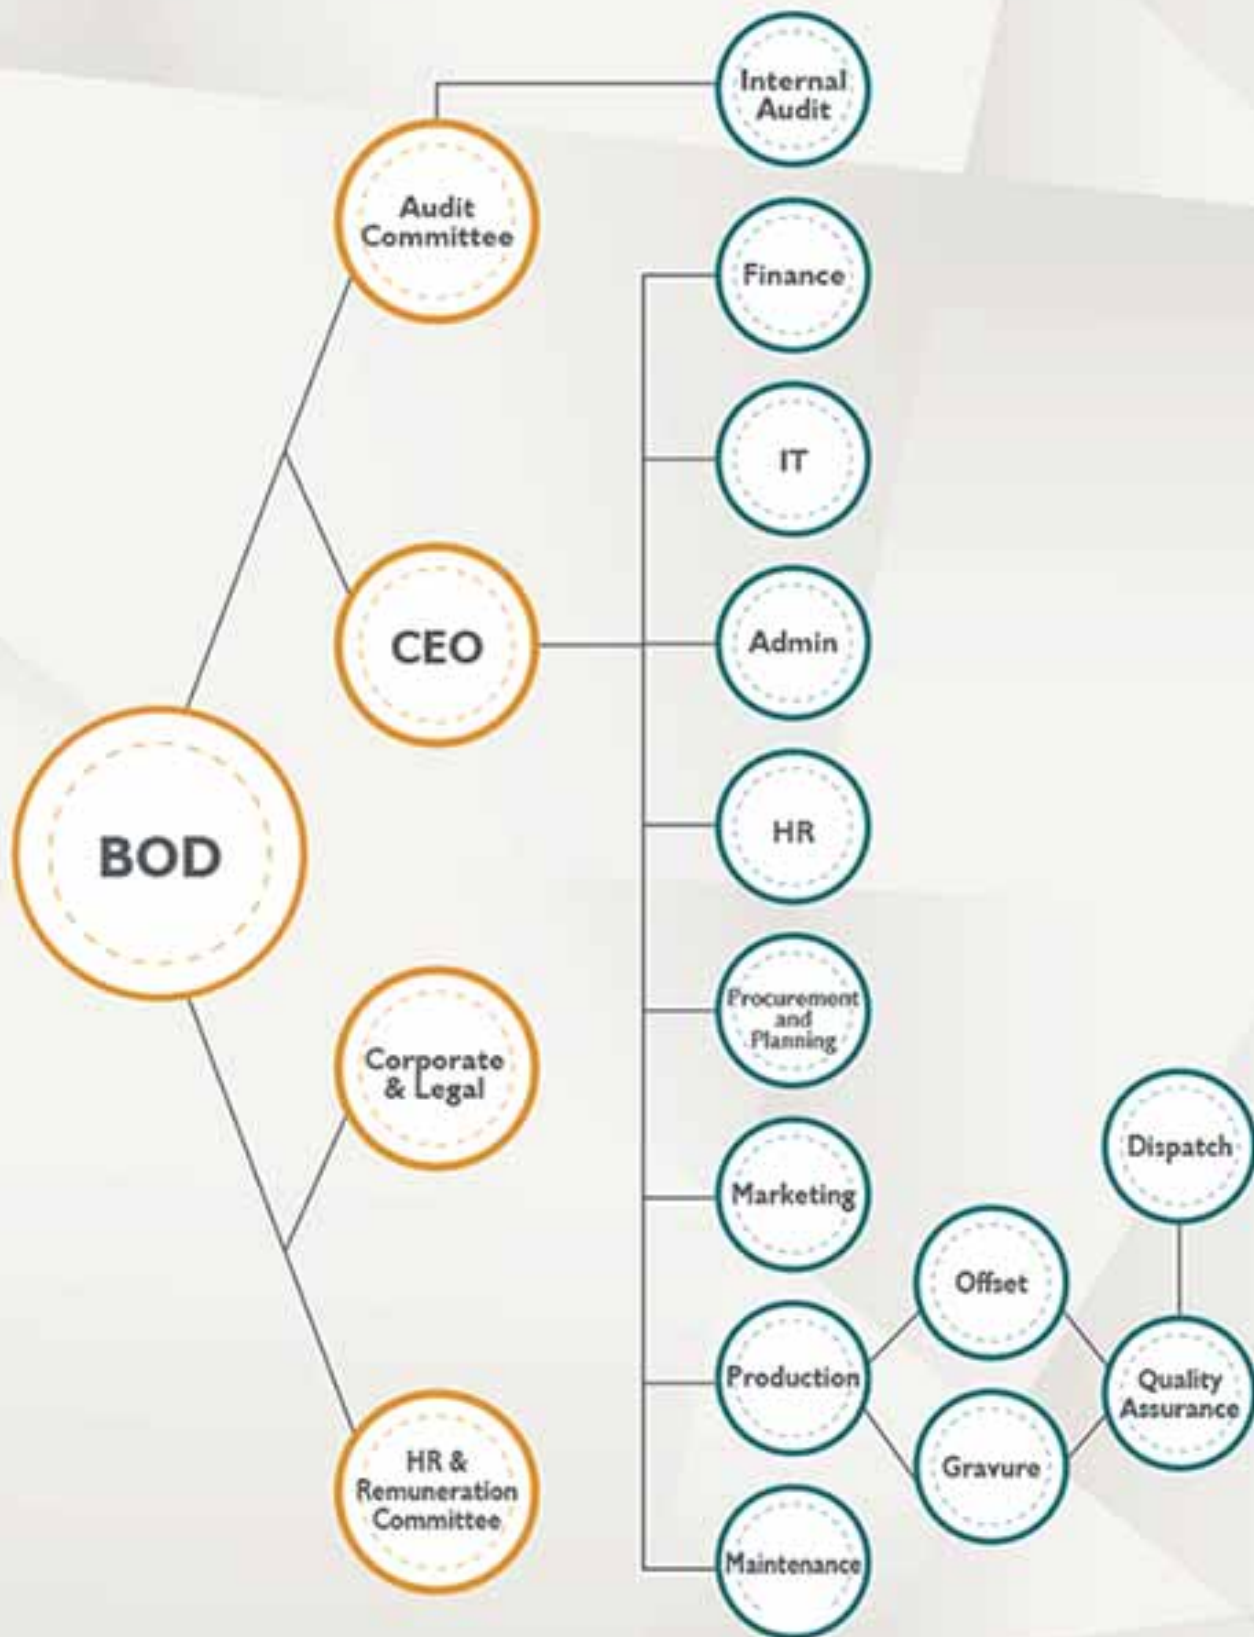 Internal
Audit
Audit
Committee
Finance
IT
CEO
Admin
HR
BOD
Procurement
and
Planning
Corporate
& Legal
Marketing
Dispatch
Offset
Production
Quality
Assurance
Gravure
HR &
Remuneration
Committee
Maintenance